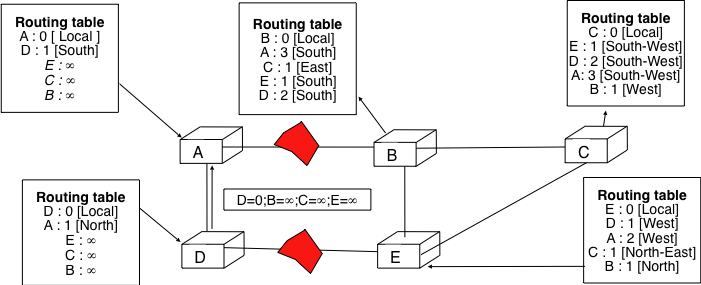 Routing table
A : 0 [ Local ]
D : 1 [South]
E : ∞
C : ∞
B : ∞
Routing table
B : 0 [Local]
A : 3 [South]
C : 1 [East]
E : 1 [South]
D : 2 [South]
Routing table
C : 0 [Local]
E : 1 [South-West]
D : 2 [South-West]
A: 3 [South-West]
B : 1 [West]
A
B
C
D=0;B=∞;C=∞;E=∞
Routing table
D : 0 [Local]
A : 1 [North]
E : ∞
C : ∞
B : ∞
D
E
Routing table
E : 0 [Local]
D : 1 [West]
A : 2 [West]
C : 1 [North-East]
B : 1 [North]